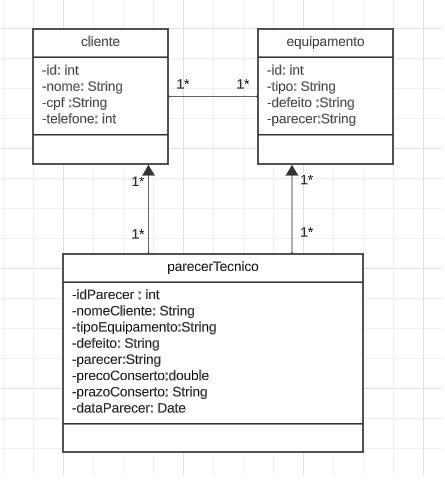 cliente
-id: int
-nome: String
-cpf :String
-telefone: int
1*
1*
equipamento
-id: int
-tipo: String
-defeito :String
-parecer:String
1*
1*
1*
1*
parecerTecnico
-idParecer : int
-nomeCliente: String
-tipoEquipamento:String
-defeito: String
-parecer:String
-precoConserto:double
-prazoConserto: String
-dataParecer: Date